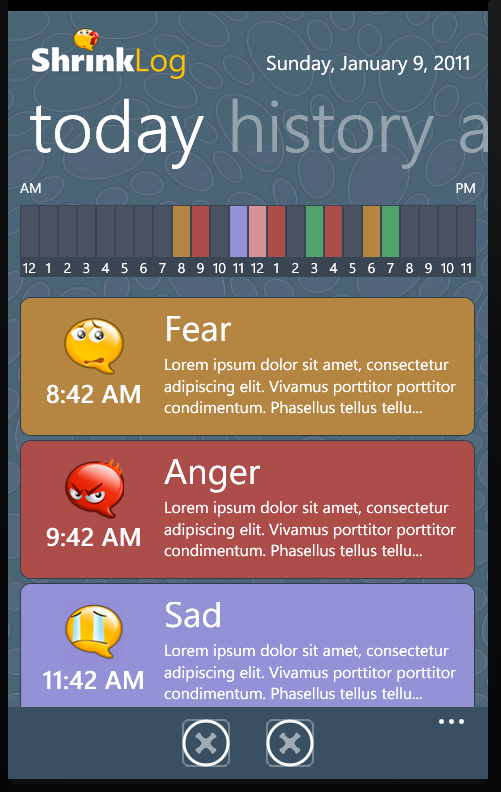 ShrinkLog
Sunday, January 9, 2011
today history a
AM PM
12 1 2 3 4 5 6 7 8 9 10 11 12 1 2 3 4 5 6 7 8 9 10 11
Fear
Lorem ipsum dolor sit amet, consectetur
adipiscing elit. Vivamus porttitor porttitor
condimentum. Phasellus tellus tellu...
8:42 AM
Anger
Lorem ipsum dolor sit amet, consectetur
adipiscing elit. Vivamus porttitor porttitor
condimentum. Phasellus tellus tellu...
9:42 AM
Sad
Lorem ipsum dolor sit amet, consectetur
adipiscing elit. Vivamus porttitor porttitor
condimentum. Phasellus tellus tellu...
11:42 AM